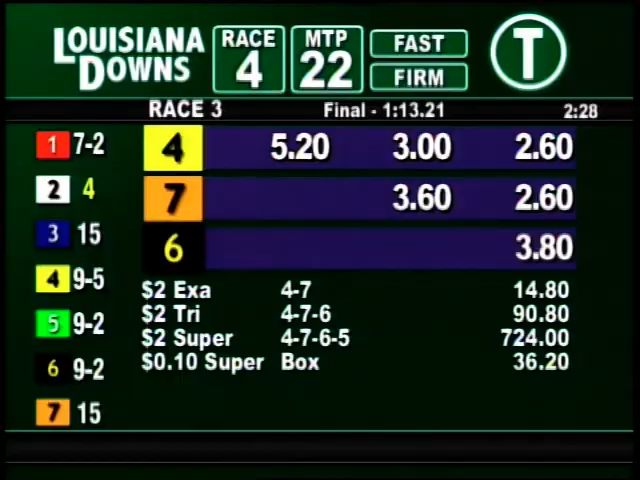 LOUISIANA DOWNS
RACE 4
MTP 22
FAST
FIRM
T
RACE 3 Final - 1:13.21 2:28
1 7-2
2 4
3 15
4 9-5
5 9-2
6 9-2
7 15
4 5.20 3.00 2.60
7 3.60 2.60
6 3.80
$2 Exa 4-7 14.80
$2 Tri 4-7-6 90.80
$2 Super 4-7-6-5 724.00
$0.10 Super Box 36.20